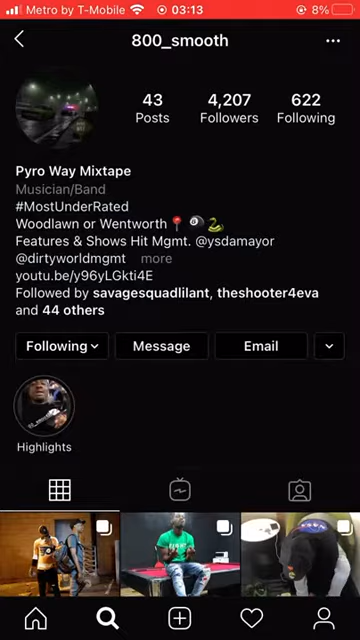 Metro by T-Mobile 03:13 8%
800_smooth
43 4,207 622
Posts Followers Following
Pyro Way Mixtape
Musician/Band
#MostUnderRated
Woodlawn or Wentworth📍🎱🐍
Features & Shows Hit Mgmt. @ysdamayor
@dirtyworldmgmt more
youtu.be/y96yLGkti4E
Followed by savagesquadlilant, theshooter4eva
and 44 others
Following Message Email
Highlights